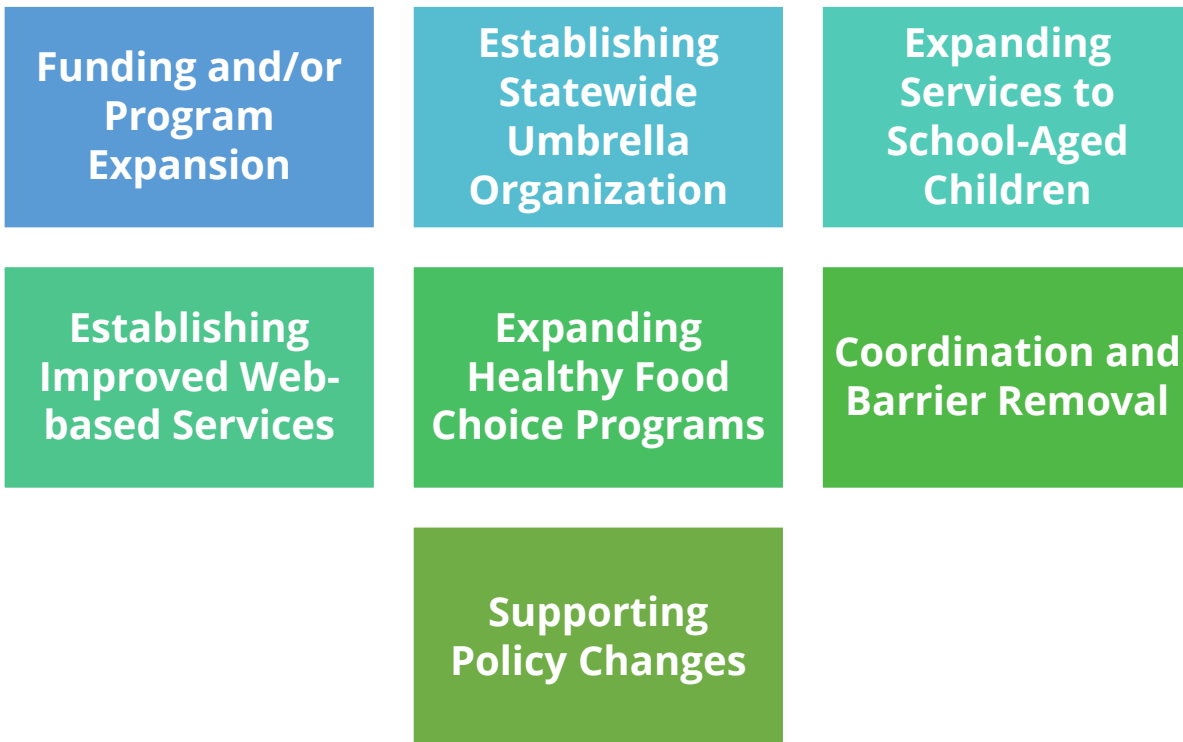 Funding and/or
Program
Expansion
Establishing
Statewide
Umbrella
Organization
Expanding
Services to
School-Aged
Children
Establishing
Improved Web-
based Services
Expanding
Healthy Food
Choice Programs
Coordination and
Barrier Removal
Supporting
Policy Changes